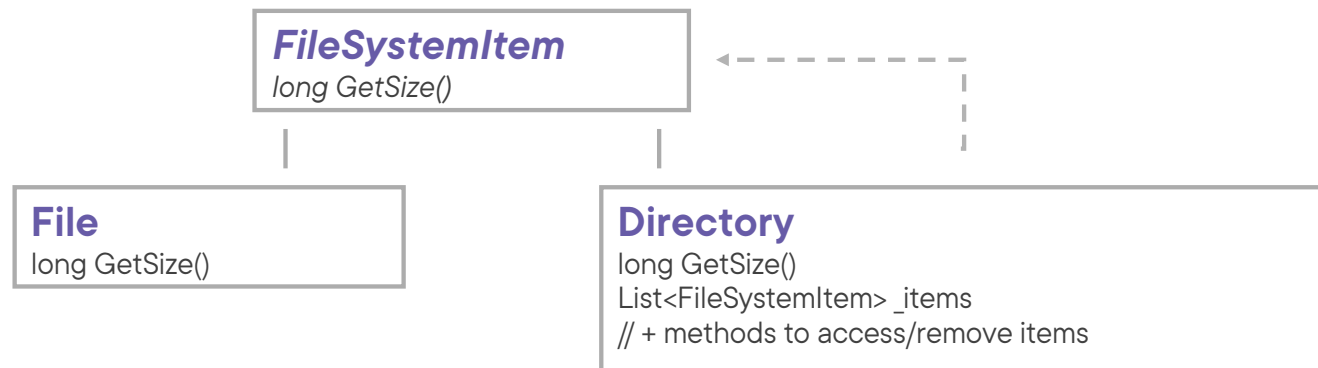 FileSystemItem
long GetSize()
File
long GetSize()
Directory
long GetSize()
List<FileSystemItem> _items
// + methods to access/remove items